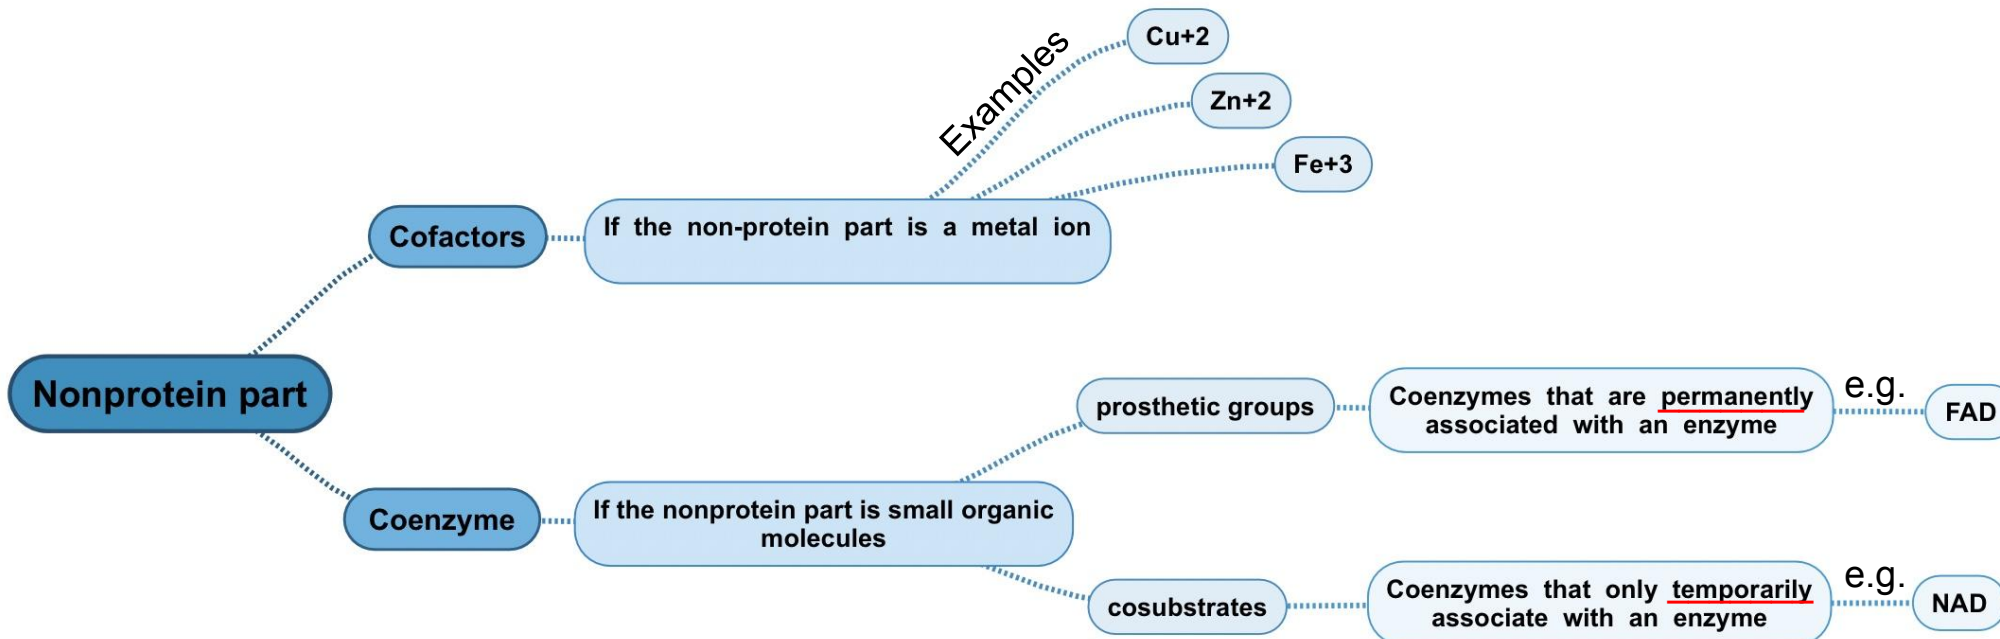 Nonprotein part
Cofactors
If the non-protein part is a metal ion
Examples
Cu+2
Zn+2
Fe+3
Coenzyme
If the nonprotein part is small organic
molecules
prosthetic groups
Coenzymes that are permanently
associated with an enzyme
e.g.
FAD
cosubstrates
Coenzymes that only temporarily
associate with an enzyme
e.g.
NAD